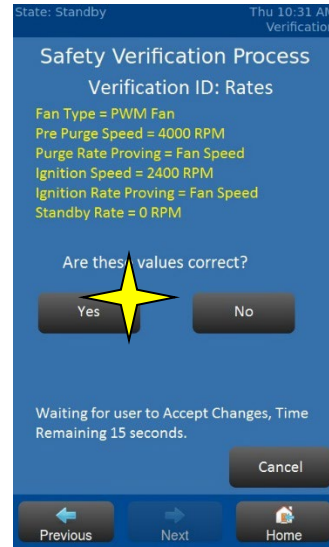 State: Standby Thu 10:31 AM
Verification
Safety Verification Process
Verification ID: Rates
Fan Type = PWM Fan
Pre Purge Speed = 4000 RPM
Purge Rate Proving = Fan Speed
Ignition Speed = 2400 RPM
Ignition Rate Proving = Fan Speed
Standby Rate = 0 RPM
Are these values correct?
Yes No
Waiting for user to Accept Changes, Time
Remaining 15 seconds.
Cancel
Previous Next Home